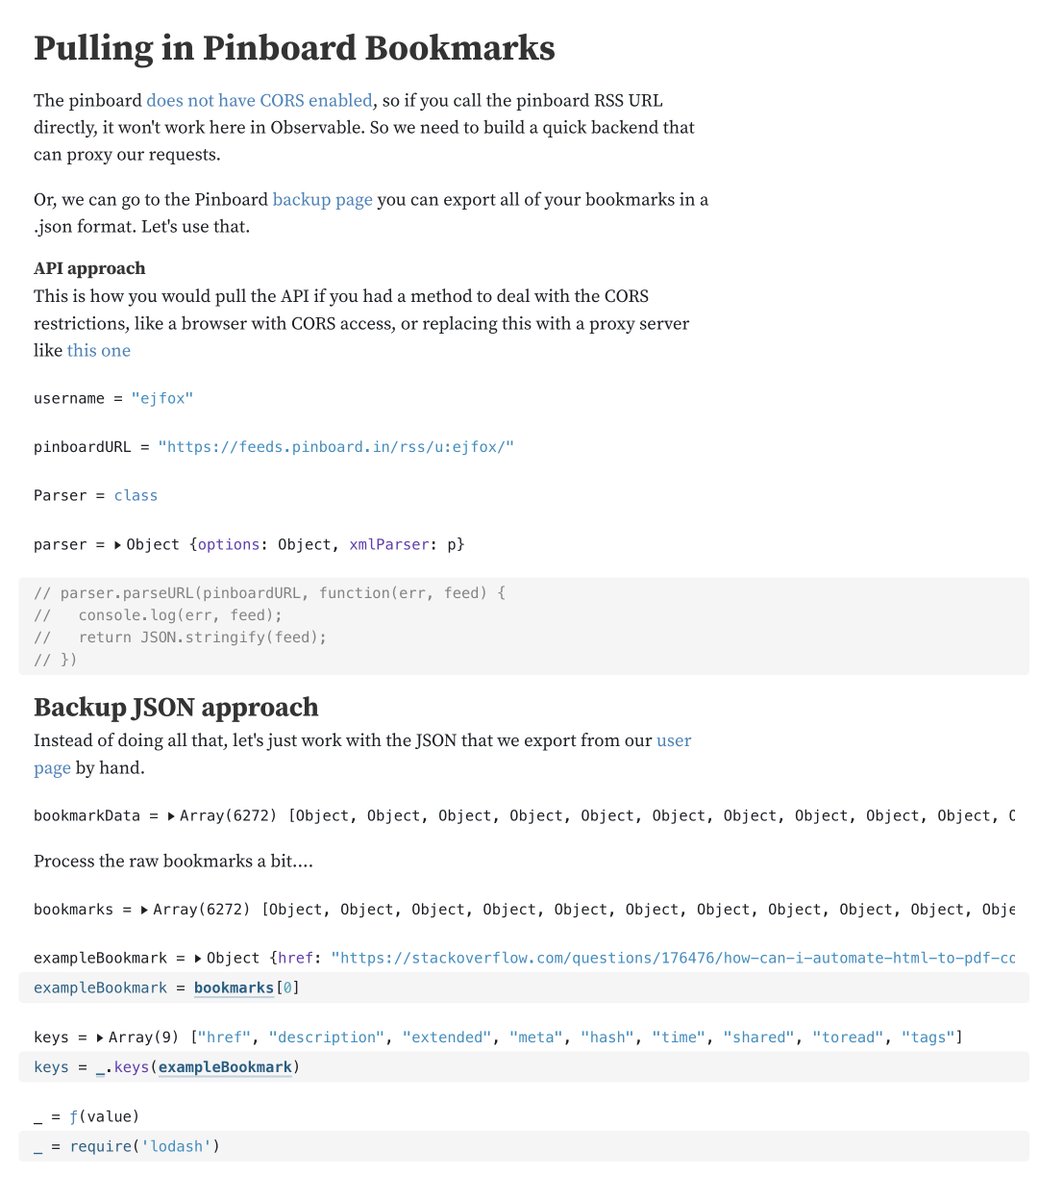 Pulling in Pinboard Bookmarks
The pinboard does not have CORS enabled, so if you call the pinboard RSS URL
directly, it won't work here in Observable. So we need to build a quick backend that
can proxy our requests.
Or, we can go to the Pinboard backup page you can export all of your bookmarks in a
.json format. Let's use that.
API approach
This is how you would pull the API if you had a method to deal with the CORS
restrictions, like a browser with CORS access, or replacing this with a proxy server
like this one
username = "ejfox"
pinboardURL = "https://feeds.pinboard.in/rss/u:ejfox/"
Parser = class
parser = ▶Object {options: Object, xmlParser: p}
// parser.parseURL(pinboardURL, function(err, feed) {
//   console.log(err, feed);
//   return JSON.stringify(feed);
// })
Backup JSON approach
Instead of doing all that, let's just work with the JSON that we export from our user
page by hand.
bookmarkData = ▶Array(6272) [Object, Object, Object, Object, Object, Object, Object, Object, Object, Object, O
Process the raw bookmarks a bit....
bookmarks = ▶Array(6272) [Object, Object, Object, Object, Object, Object, Object, Object, Object, Object, Obje
exampleBookmark = ▶Object {href: "https://stackoverflow.com/questions/176476/how-can-i-automate-html-to-pdf-co
exampleBookmark = bookmarks[0]
keys = ▶Array(9) ["href", "description", "extended", "meta", "hash", "time", "shared", "toread", "tags"]
keys = _.keys(exampleBookmark)
_ = ƒ(value)
_ = require('lodash')